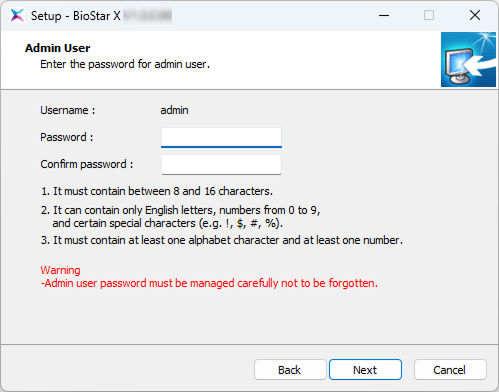 Setup - BioStar X
Admin User
Enter the password for admin user.
Username : admin
Password :
Confirm password :
1. It must contain between 8 and 16 characters.
2. It can contain only English letters, numbers from 0 to 9,
and certain special characters (e.g. !, $, #, %).
3. It must contain at least one alphabet character and at least one number.
Warning
-Admin user password must be managed carefully not to be forgotten.
Back Next Cancel